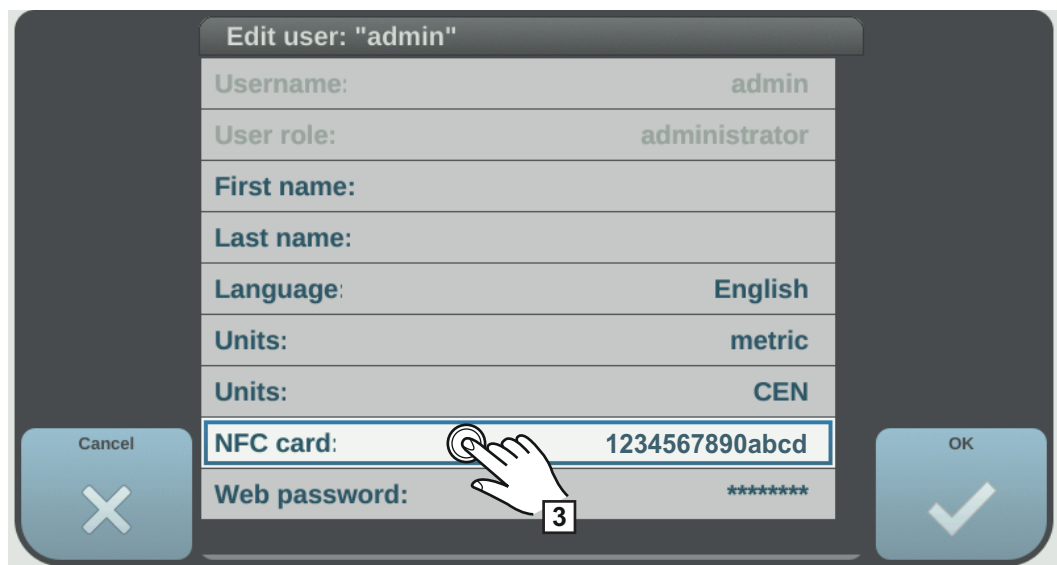 Edit user: "admin"
Username: admin
User role: administrator
First name:
Last name:
Language: English
Units: metric
Units: CEN
Cancel
NFC card: 1234567890abcd
OK
Web password: ********
3